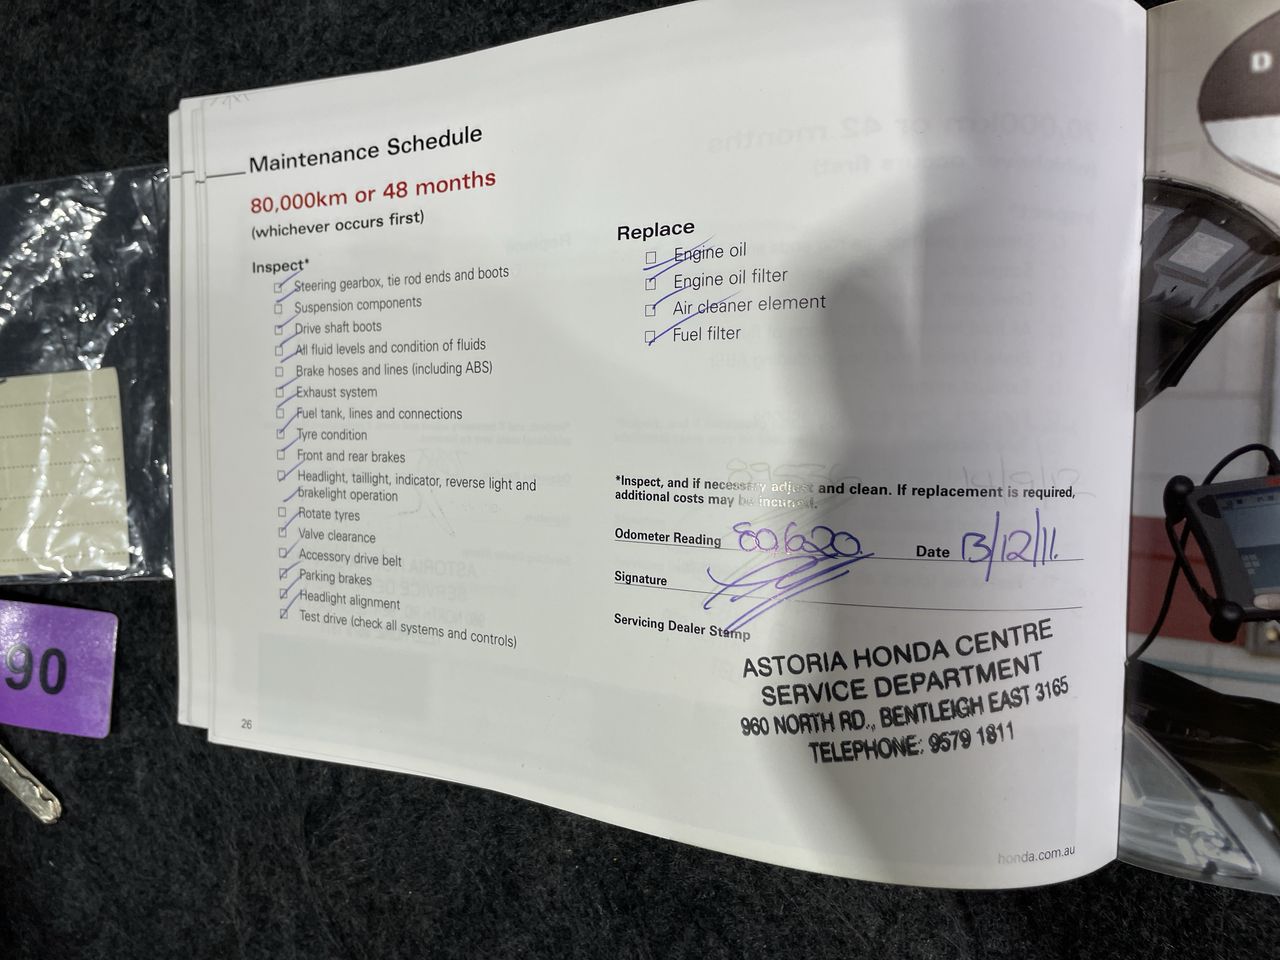 Maintenance Schedule
80,000km or 48 months
(whichever occurs first)
Inspect*
Steering gearbox, tie rod ends and boots
Suspension components
Drive shaft boots
All fluid levels and condition of fluids
Brake hoses and lines (including ABS)
Exhaust system
Fuel tank, lines and connections
Tyre condition
Front and rear brakes
Headlight, taillight, indicator, reverse light and
brakelight operation
Rotate tyres
Valve clearance
Accessory drive belt
Parking brakes
Headlight alignment
Test drive (check all systems and controls)
26
Replace
Engine oil
Engine oil filter
Air cleaner element
Fuel filter
*Inspect, and if necessary adjust and clean. If replacement is required,
additional costs may be incurred.
Odometer Reading 80,620. Date 13/12/11.
Signature
Servicing Dealer Stamp
ASTORIA HONDA CENTRE
SERVICE DEPARTMENT
960 NORTH RD., BENTLEIGH EAST 3165
TELEPHONE: 9579 1811
honda.com.au
90
D